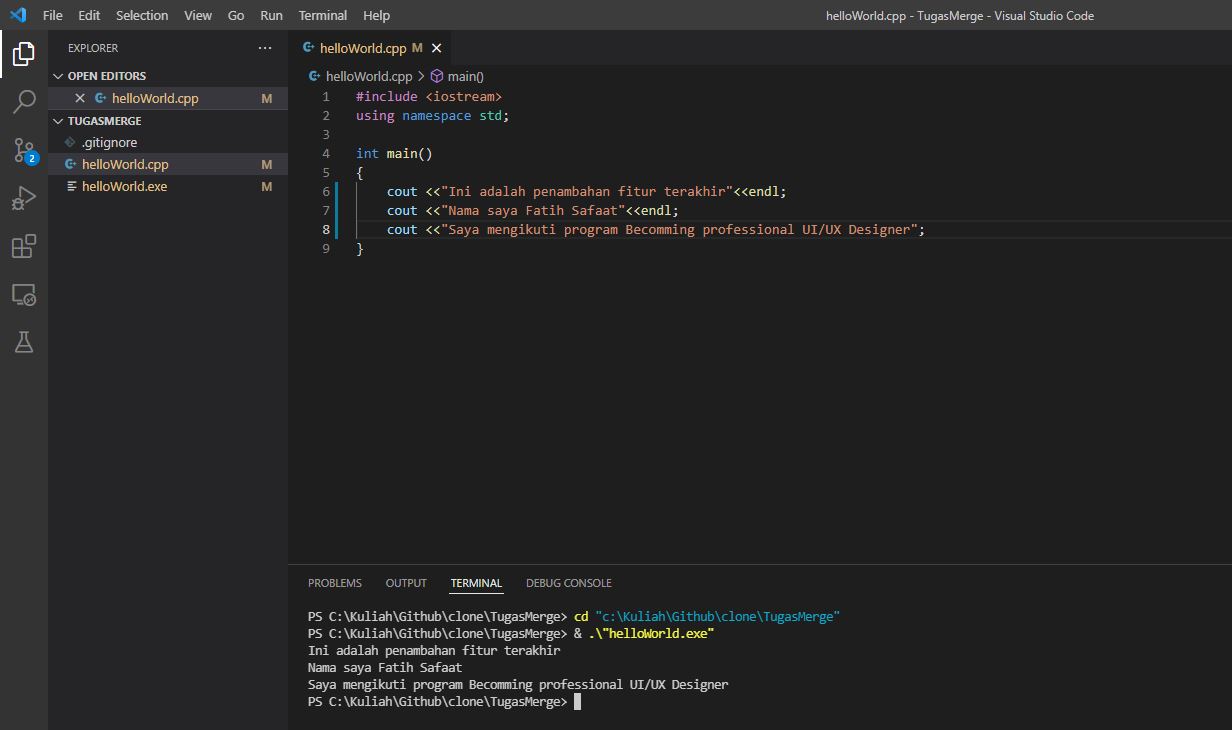 File Edit Selection View Go Run Terminal Help helloWorld.cpp - TugasMerge - Visual Studio Code
EXPLORER ...
OPEN EDITORS
helloWorld.cpp M
TUGASMERGE
.gitignore
helloWorld.cpp M
helloWorld.exe M
2
helloWorld.cpp M
helloWorld.cpp > main()
1 #include <iostream>
2 using namespace std;
3
4 int main()
5 {
6 cout <<"Ini adalah penambahan fitur terakhir"<<endl;
7 cout <<"Nama saya Fatih Safaat"<<endl;
8 cout <<"Saya mengikuti program Becomming professional UI/UX Designer";
9 }
PROBLEMS OUTPUT TERMINAL DEBUG CONSOLE
PS C:\Kuliah\Github\clone\TugasMerge> cd "c:\Kuliah\Github\clone\TugasMerge"
PS C:\Kuliah\Github\clone\TugasMerge> & .\"helloWorld.exe"
Ini adalah penambahan fitur terakhir
Nama saya Fatih Safaat
Saya mengikuti program Becomming professional UI/UX Designer
PS C:\Kuliah\Github\clone\TugasMerge>